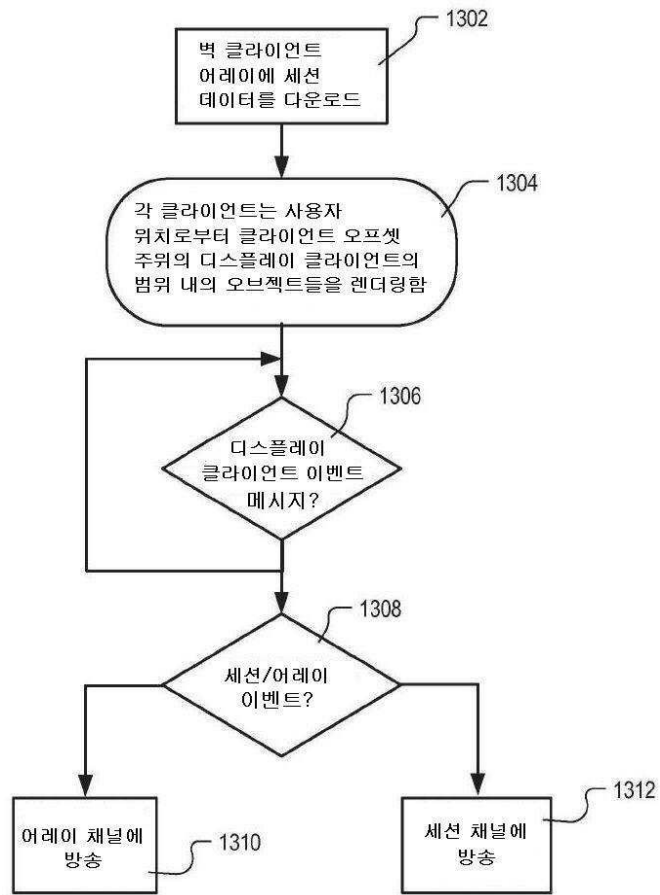 1302
벽 클라이언트
어레이에 세션
데이터를 다운로드
1304
각 클라이언트는 사용자
위치로부터 클라이언트 오프셋
주위의 디스플레이 클라이언트의
범위 내의 오브젝트들을 렌더링함
1306
디스플레이
클라이언트 이벤트
메시지?
1308
세션/어레이
이벤트?
어레이 채널에
방송
1310
세션 채널에
방송
1312